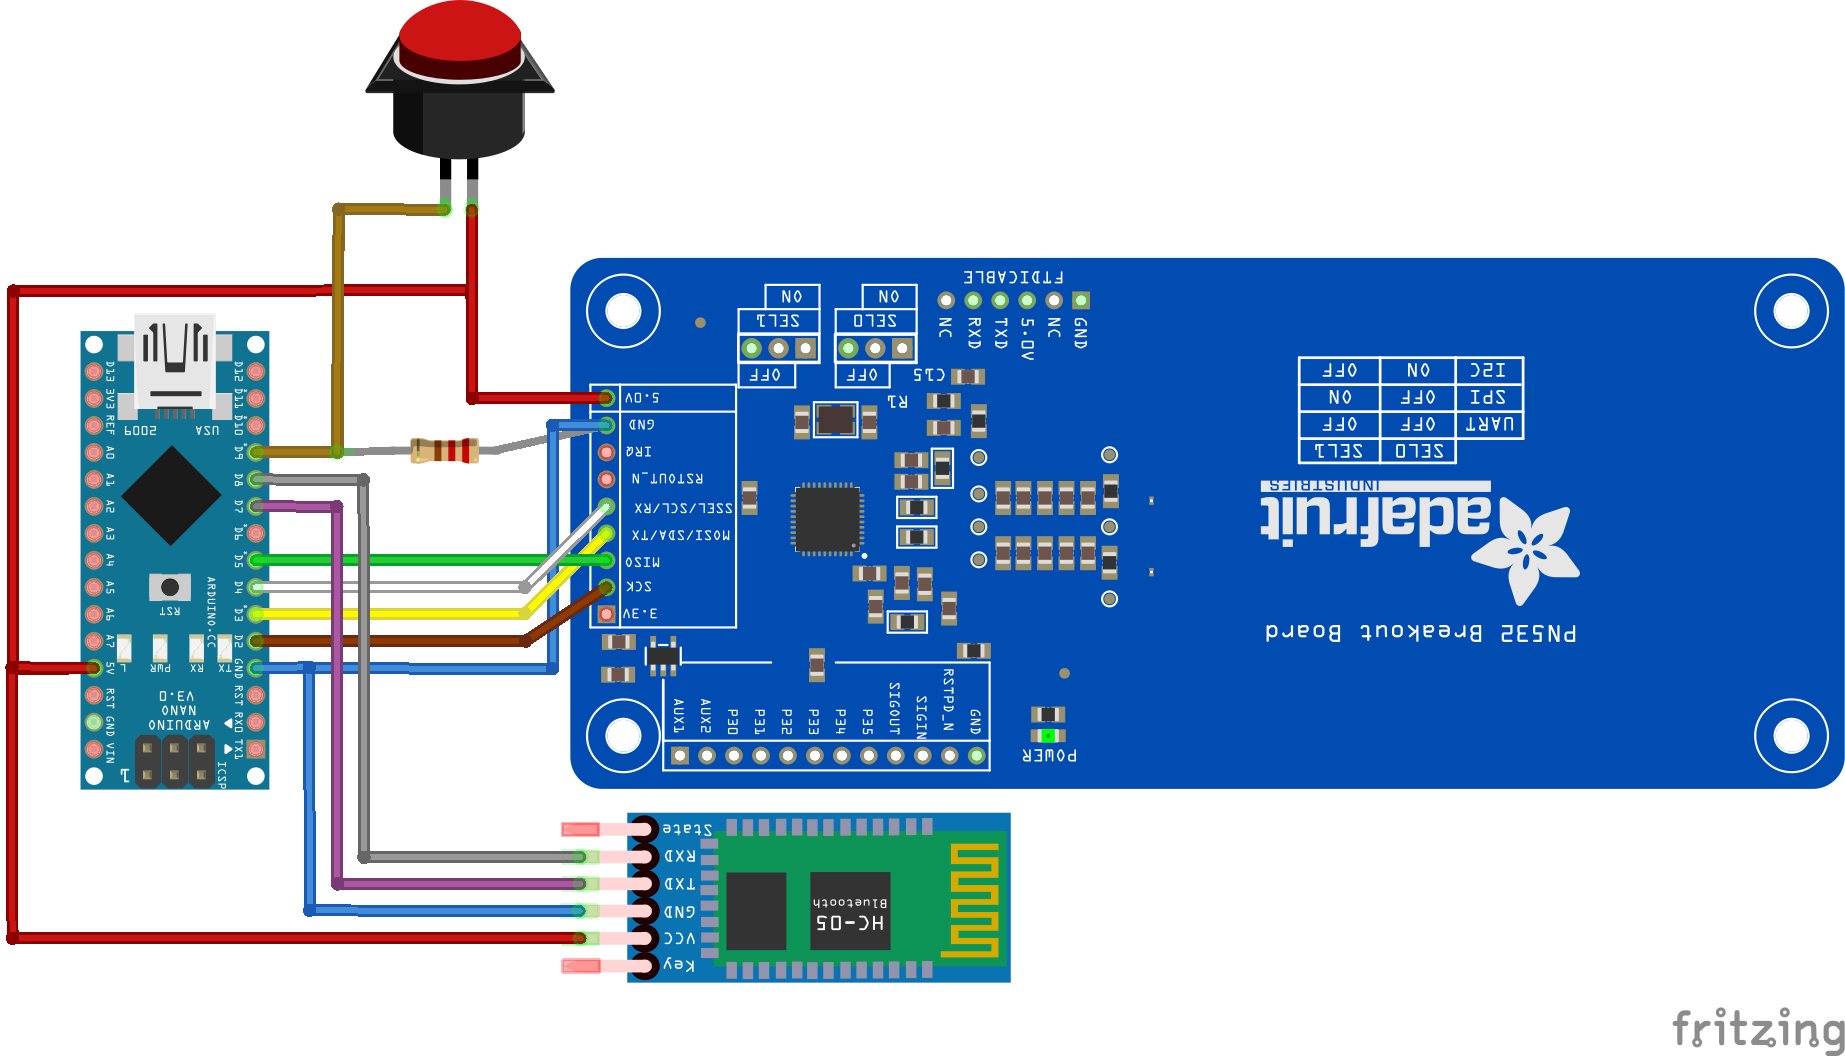 D13
3V3
REF
A0
A1
A2
A3
A4
A5
A6
A7
5V
RST
GND
VIN
D12
D11
D10
D9
D8
D7
D6
D5
D4
D3
D2
GND
RST
RX0
TX1
2009
USA
RST
ARDUINO.CC
L
PWR
RX
TX
ARDUINO
NANO
V3.0
1
ICSP
5.0V
GND
IRQ
RSTOUT_N
SSEL/SCL/RX
MOSI/SDA/TX
MISO
SCK
3.3V
ON
SEL1
OFF
ON
SEL0
OFF
FTDICABLE
NC
RXD
TXD
5.0V
NC
GND
C15
R1
SEL0 SEL1
UART OFF OFF
SPI OFF ON
I2C ON OFF
adafruit
INDUSTRIES
PN532 Breakout Board
AUX1
AUX2
P30
P31
P32
P33
P34
P35
SIGOUT
SIGIN
RSTPD_N
GND
POWER
State
RXD
TXD
GND
VCC
Key
HC-05
Bluetooth
fritzing